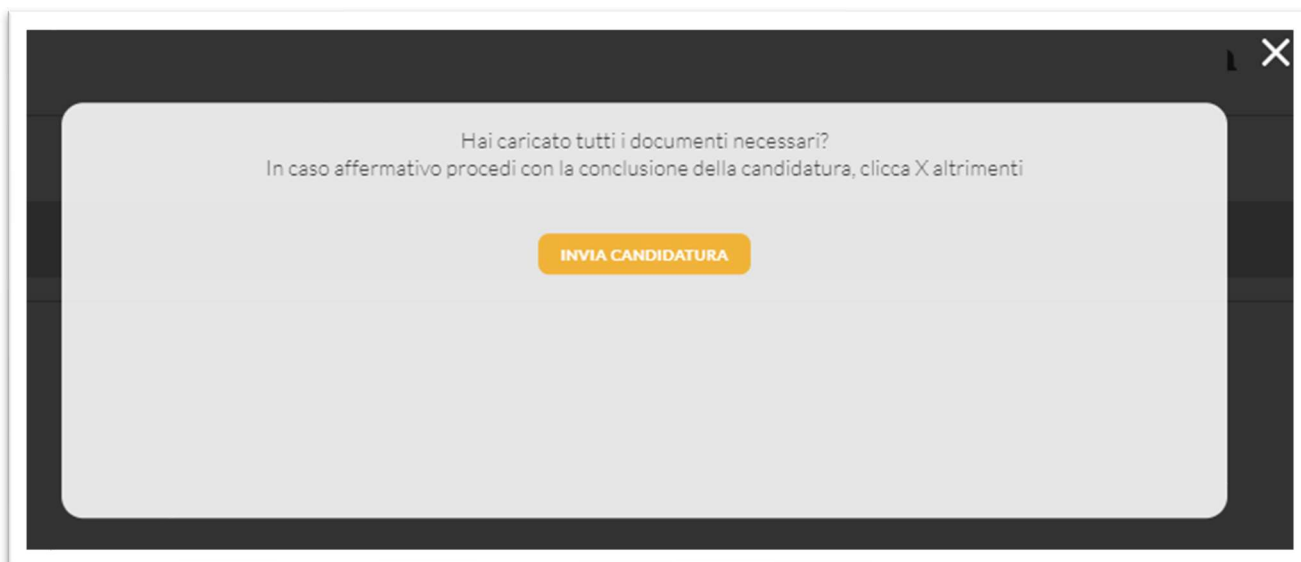 Hai caricato tutti i documenti necessari?
In caso affermativo procedi con la conclusione della candidatura, clicca X altrimenti
INVIA CANDIDATURA